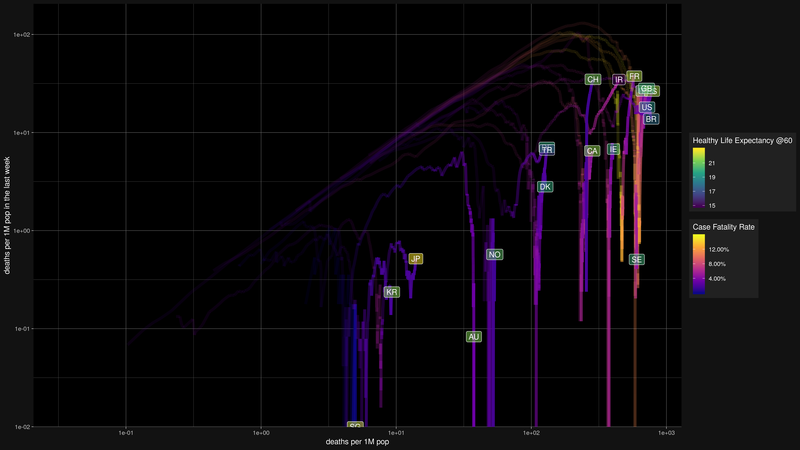 1e+02
1e+01
1e+00
1e-01
1e-02
deaths per 1M pop in the last week
CH
IR
FR
GB
US
BR
CA
IE
TR
DK
NO
SE
JP
KR
AU
SG
1e-01
1e+00
1e+01
1e+02
1e+03
deaths per 1M pop
Healthy Life Expectancy @60
21
19
17
15
Case Fatality Rate
12.00%
8.00%
4.00%